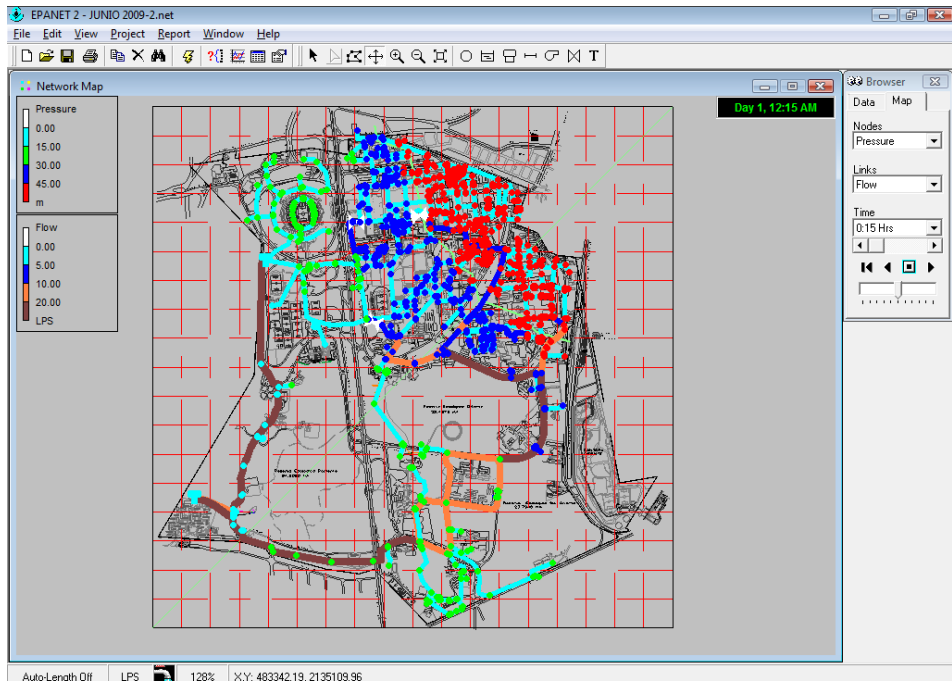 EPANET 2 - JUNIO 2009-2.net
File Edit View Project Report Window Help
T
Network Map
Day 1, 12:15 AM
Pressure
0.00
15.00
30.00
45.00
m
Flow
0.00
5.00
10.00
20.00
LPS
Browser
Data Map
Nodes
Pressure
Links
Flow
Time
0:15 Hrs
Auto-Length Off LPS 128% X,Y: 483342.19, 2135109.96